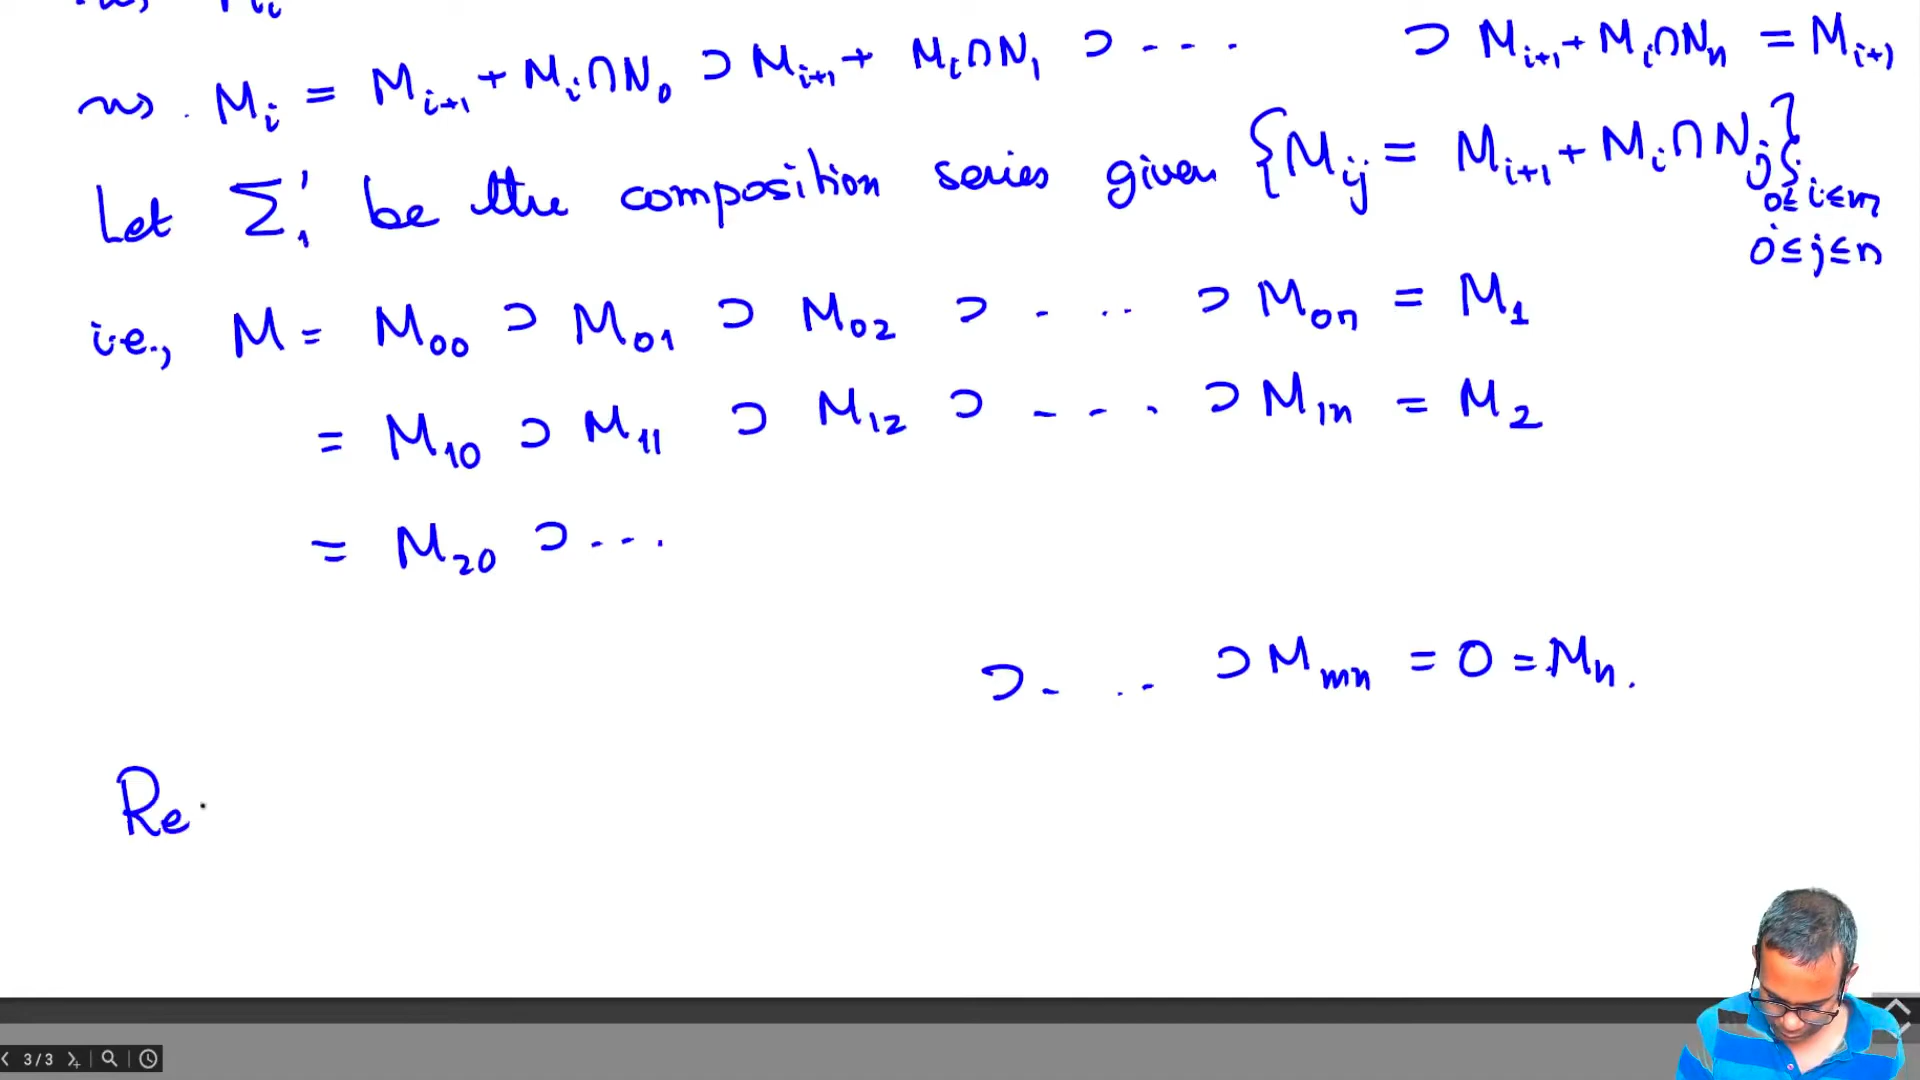 ns. Mᵢ = Mᵢ₊₁ + Mᵢ∩N₀ ⊃ Mᵢ₊₁ + Mᵢ∩N₁ ⊃ --- ⊃ Mᵢ₊₁ + Mᵢ∩Nₙ = Mᵢ₊₁
Let Σ₁' be the composition series given {Mᵢⱼ = Mᵢ₊₁ + Mᵢ∩Nⱼ} 0≤i≤m
0≤j≤n
i.e., M = M₀₀ ⊃ M₀₁ ⊃ M₀₂ ⊃ - .. ⊃ M₀ₙ = M₁
= M₁₀ ⊃ M₁₁ ⊃ M₁₂ ⊃ - - - . ⊃ M₁ₙ = M₂
= M₂₀ ⊃ ---
⊃ - .. - ⊃ Mₘₙ = 0 = Mₙ.
Re
3/3